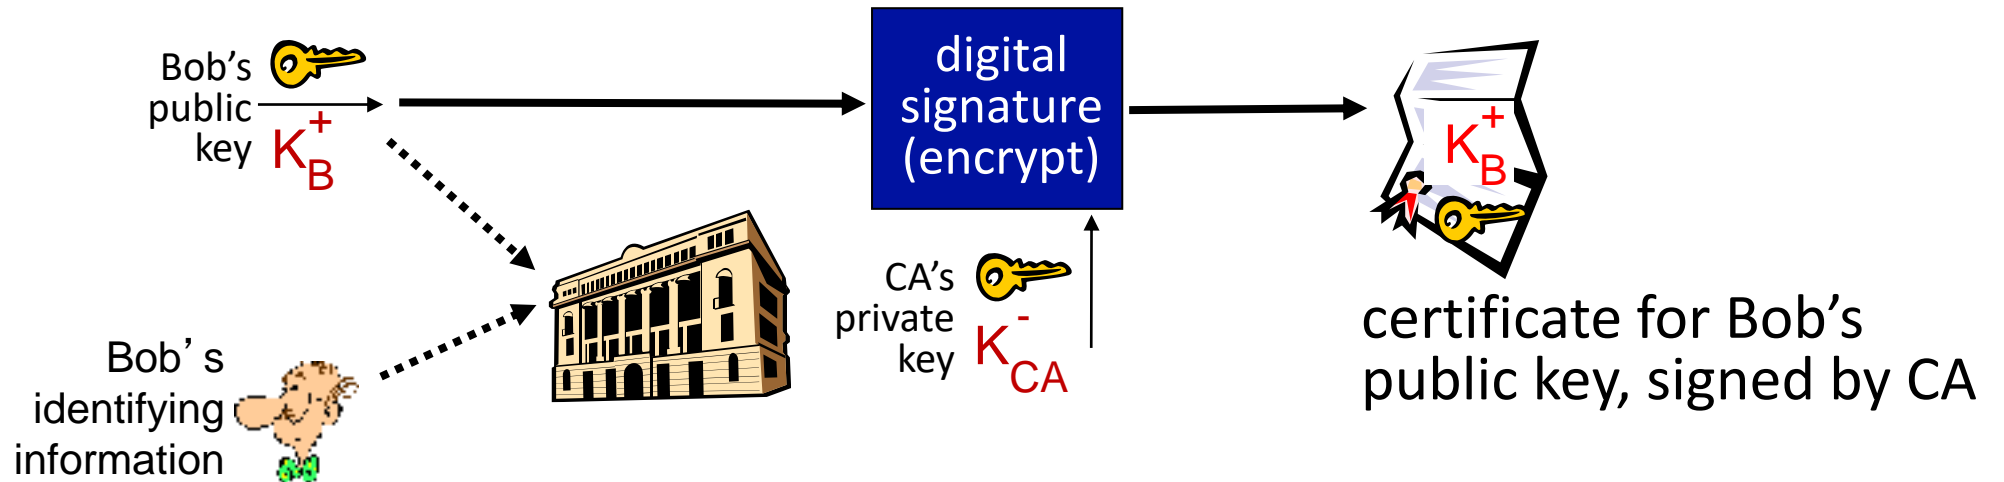 Bob’s
public
key
K+B
digital
signature
(encrypt)
K+B
CA’s
private
key
K-CA
certificate for Bob’s
public key, signed by CA
Bob’s
identifying
information